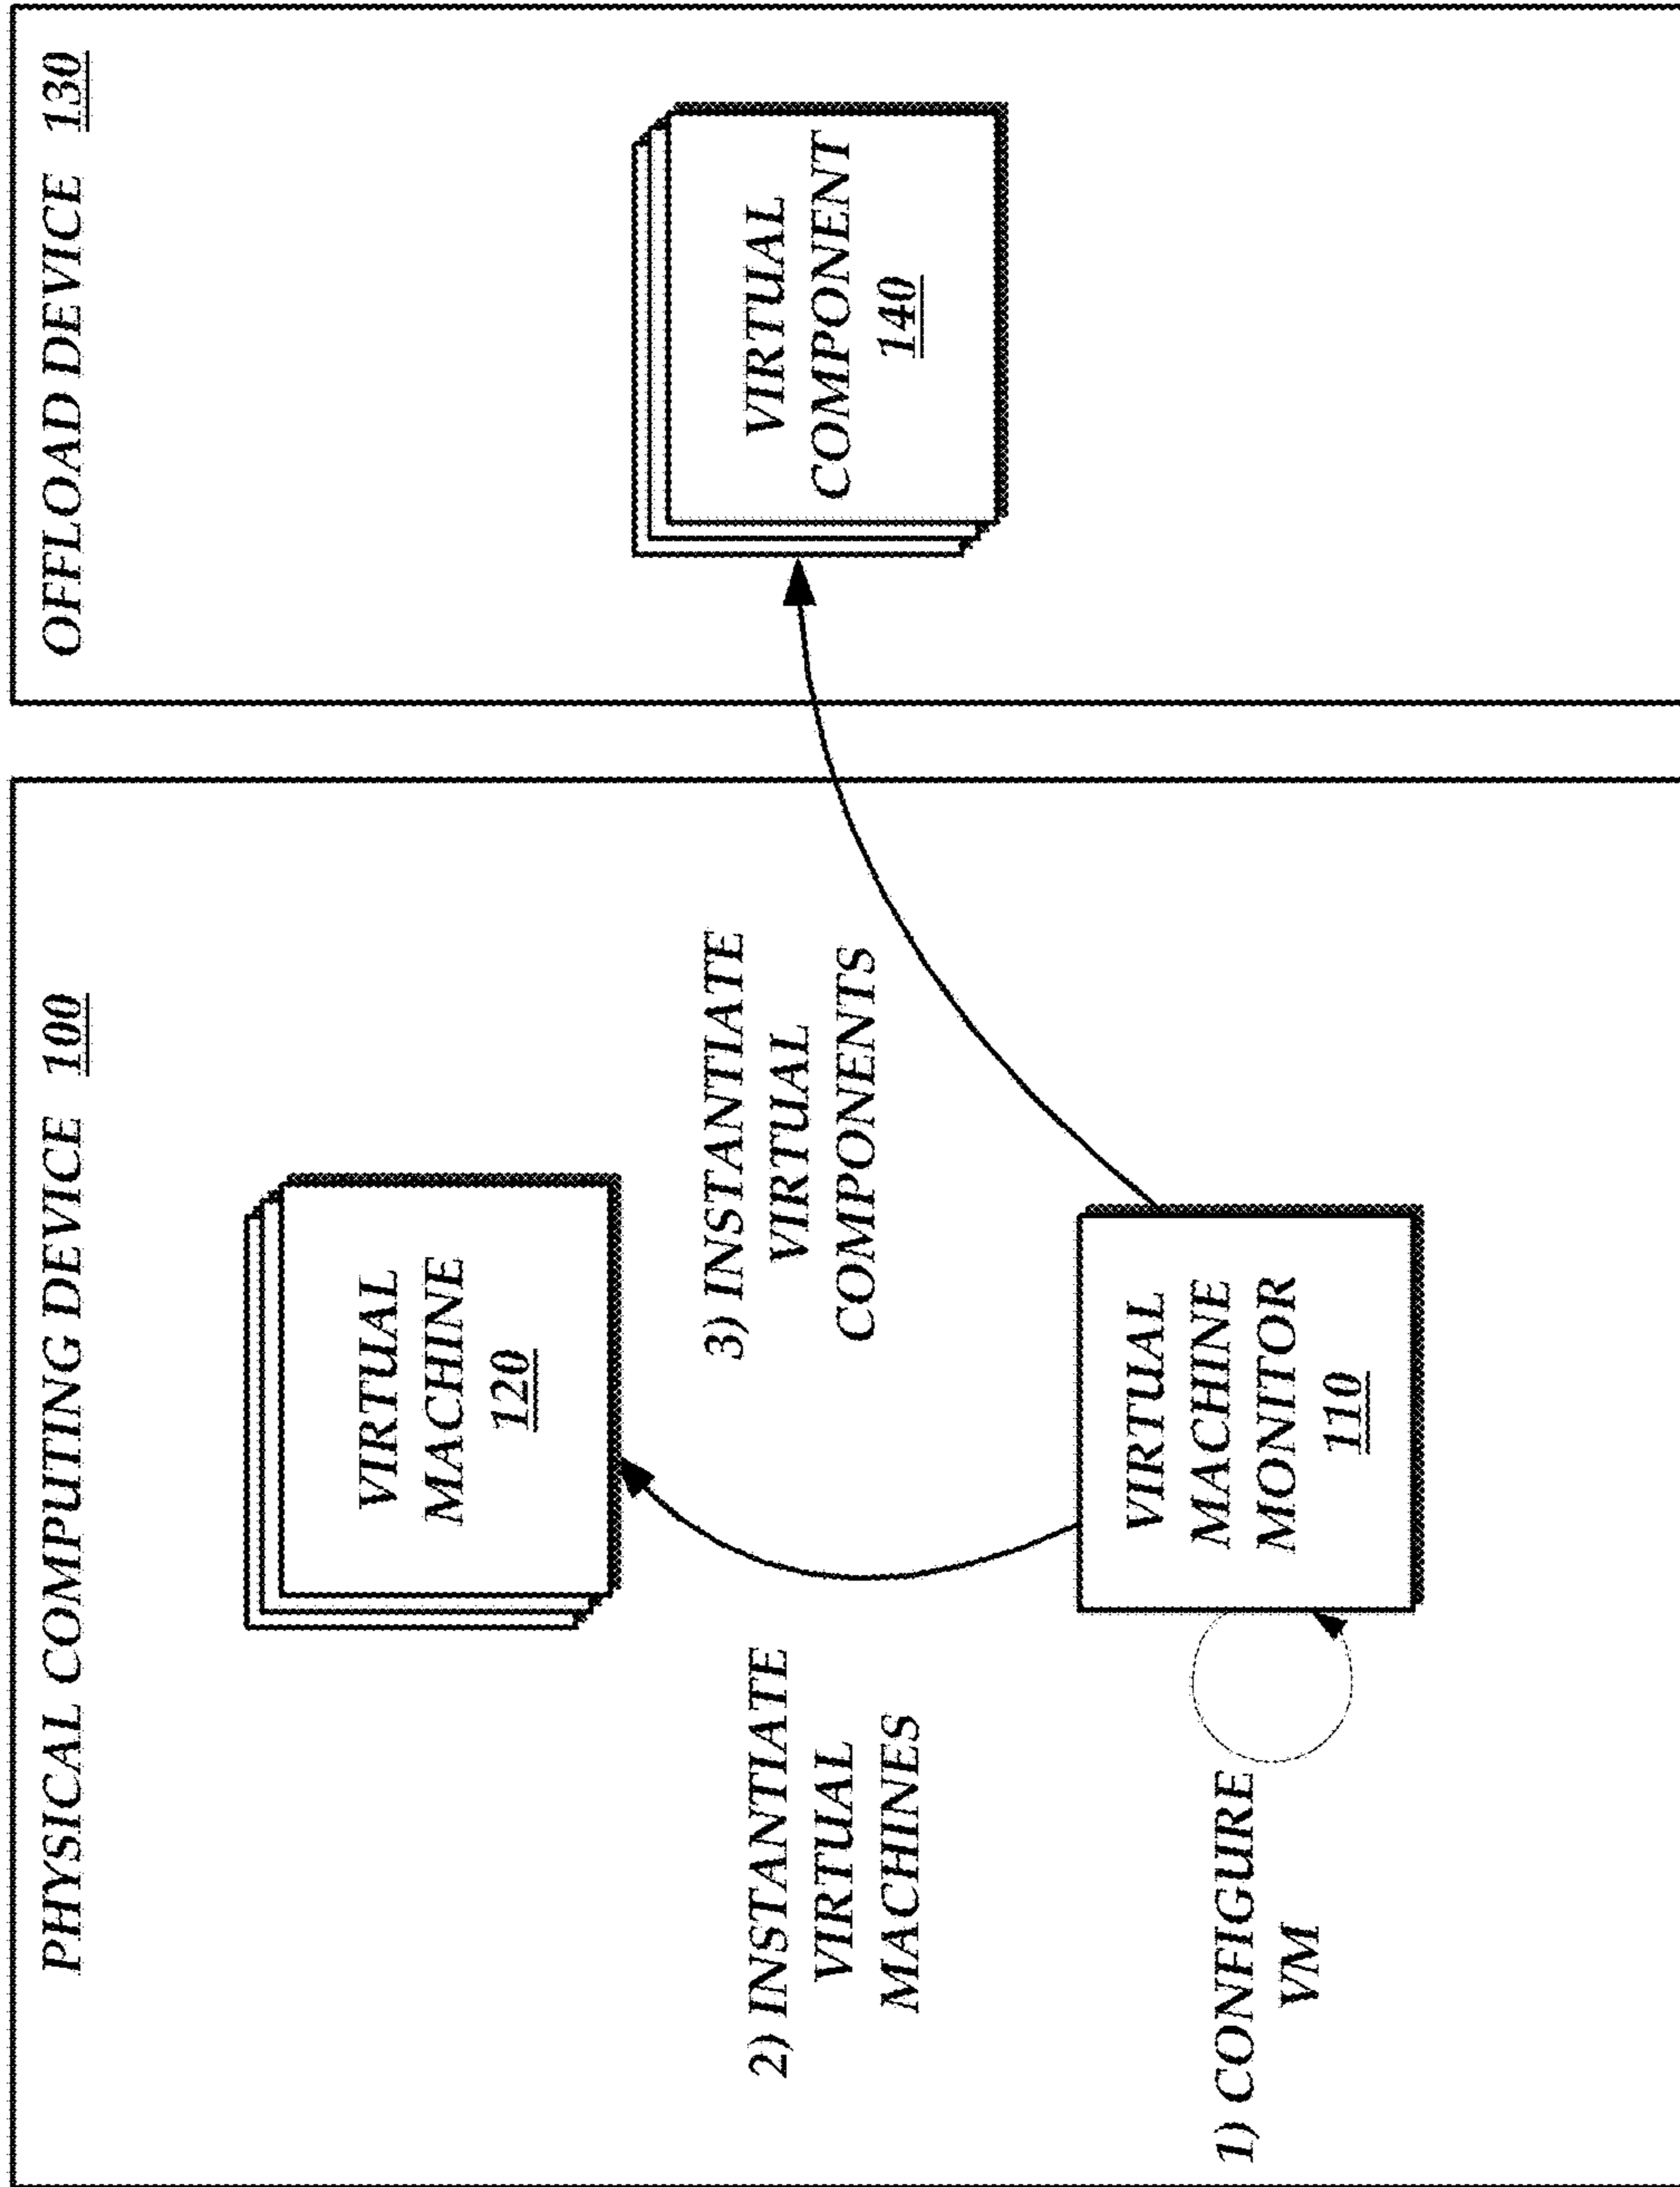 PHYSICAL COMPUTING DEVICE 100
VIRTUAL
MACHINE
120
2) INSTANTIATE
VIRTUAL
MACHINES
3) INSTANTIATE
VIRTUAL
COMPONENTS
1) CONFIGURE
VM
VIRTUAL
MACHINE
MONITOR
110
OFFLOAD DEVICE 130
VIRTUAL
COMPONENT
140